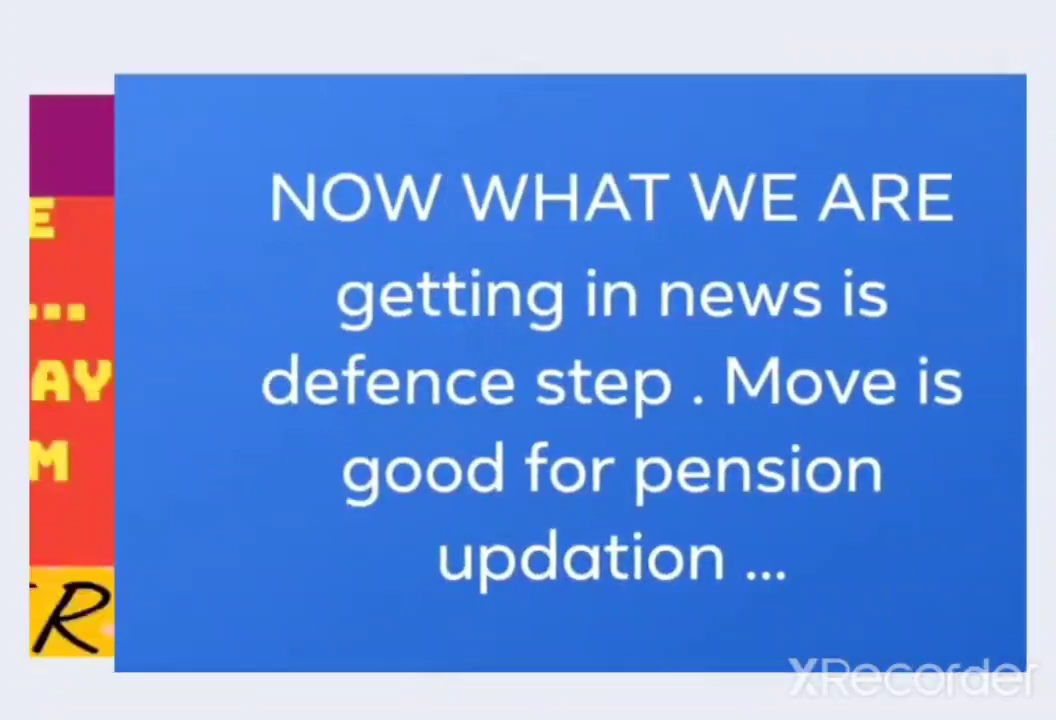 NOW WHAT WE ARE
getting in news is
defence step . Move is
good for pension
updation ...
E
...
AY
M
R
XRecorder